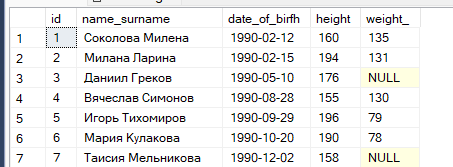 id name_surname date_of_birfh height weight_
1 1 Соколова Милена 1990-02-12 160 135
2 2 Милана Ларина 1990-02-15 194 131
3 3 Даниил Греков 1990-05-10 176 NULL
4 4 Вячеслав Симонов 1990-08-28 155 130
5 5 Игорь Тихомиров 1990-09-29 196 79
6 6 Мария Кулакова 1990-10-20 190 78
7 7 Таисия Мельникова 1990-12-02 158 NULL